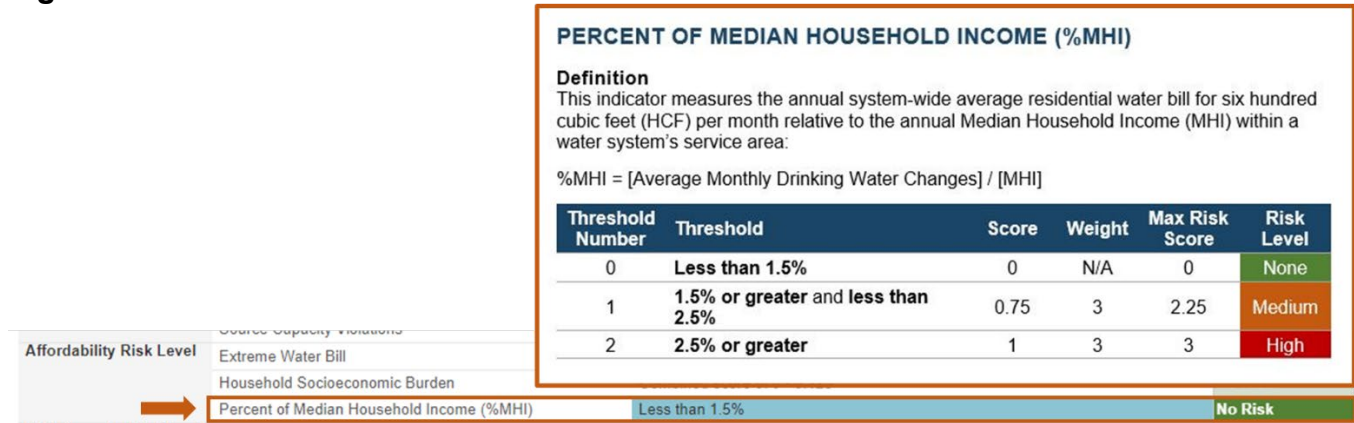 PERCENT OF MEDIAN HOUSEHOLD INCOME (%MHI)
Definition
This indicator measures the annual system-wide average residential water bill for six hundred
cubic feet (HCF) per month relative to the annual Median Household Income (MHI) within a
water system's service area:
%MHI = [Average Monthly Drinking Water Changes] / [MHI]
Threshold Number Threshold Score Weight Max Risk Score Risk Level
0 Less than 1.5% 0 N/A 0 None
1 1.5% or greater and less than 2.5% 0.75 3 2.25 Medium
2 2.5% or greater 1 3 3 High
Source Capacity Violations
Affordability Risk Level Extreme Water Bill
Household Socioeconomic Burden
Percent of Median Household Income (%MHI) Less than 1.5% No Risk